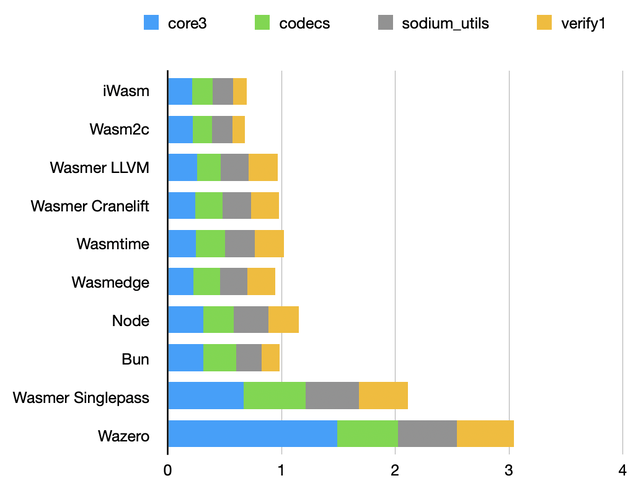 core3 codecs sodium_utils verify1
iWasm
Wasm2c
Wasmer LLVM
Wasmer Cranelift
Wasmtime
Wasmedge
Node
Bun
Wasmer Singlepass
Wazero
0 1 2 3 4